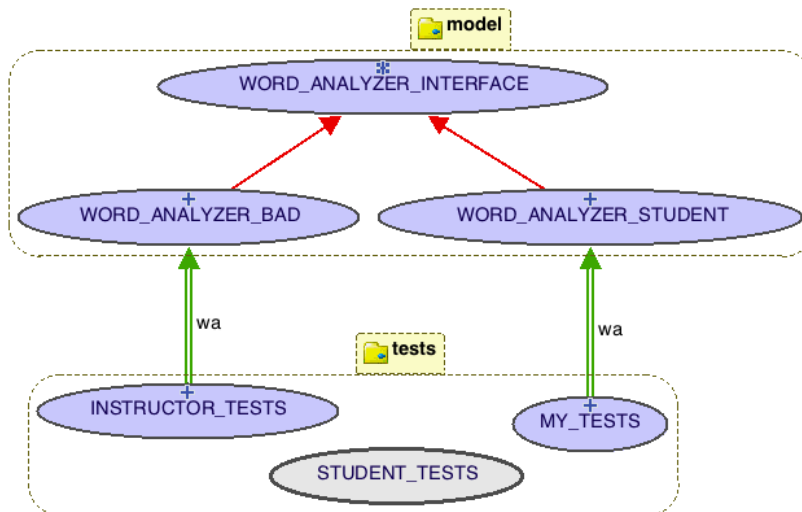 model
WORD_ANALYZER_INTERFACE
WORD_ANALYZER_BAD
WORD_ANALYZER_STUDENT
wa
wa
tests
INSTRUCTOR_TESTS
MY_TESTS
STUDENT_TESTS